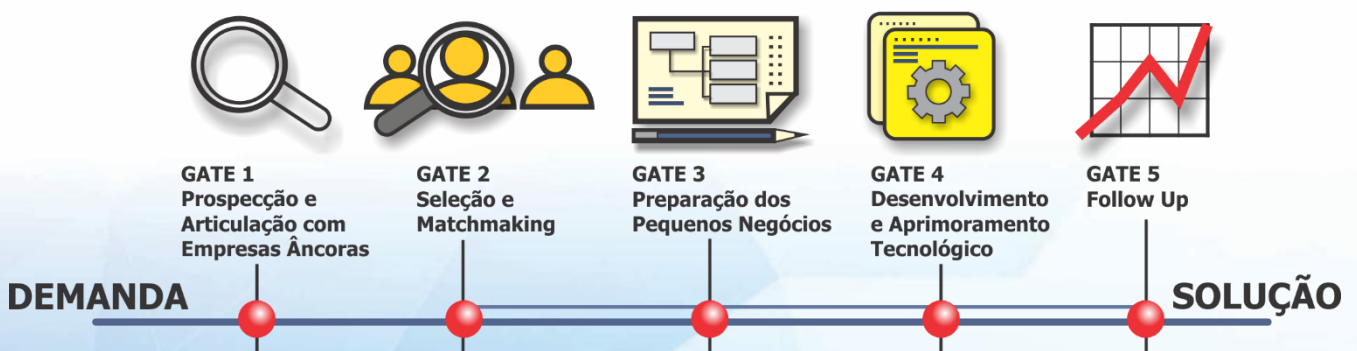 GATE 1
Prospecção e
Articulação com
Empresas Âncoras
GATE 2
Seleção e
Matchmaking
GATE 3
Preparação dos
Pequenos Negócios
GATE 4
Desenvolvimento
e Aprimoramento
Tecnológico
GATE 5
Follow Up
DEMANDA
SOLUÇÃO